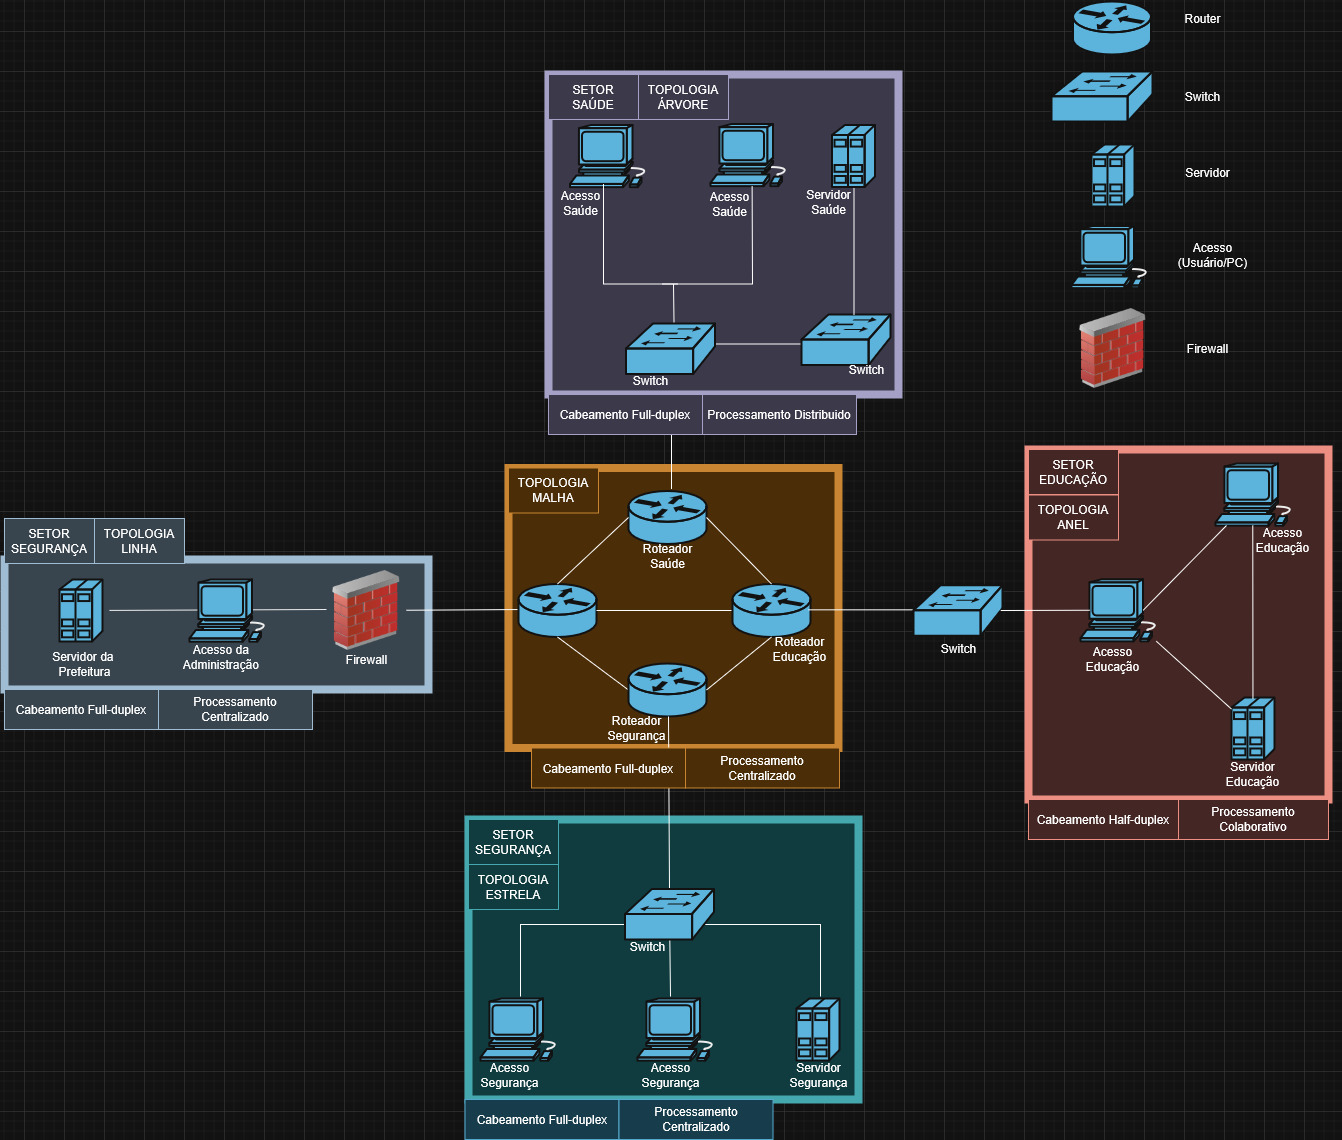 Router
Switch
Servidor
Acesso
(Usuário/PC)
Firewall
SETOR
SAÚDE
TOPOLOGIA
ÁRVORE
Acesso
Saúde
Acesso
Saúde
Servidor
Saúde
Switch
Switch
Cabeamento Full-duplex
Processamento Distribuido
TOPOLOGIA
MALHA
Roteador
Saúde
Roteador
Educação
Roteador
Segurança
Cabeamento Full-duplex
Processamento
Centralizado
SETOR
SEGURANÇA
TOPOLOGIA
LINHA
Servidor da
Prefeitura
Acesso da
Administração
Firewall
Cabeamento Full-duplex
Processamento
Centralizado
Switch
SETOR
EDUCAÇÃO
TOPOLOGIA
ANEL
Acesso
Educação
Acesso
Educação
Servidor
Educação
Cabeamento Half-duplex
Processamento
Colaborativo
SETOR
SEGURANÇA
TOPOLOGIA
ESTRELA
Switch
Acesso
Segurança
Acesso
Segurança
Servidor
Segurança
Cabeamento Full-duplex
Processamento
Centralizado